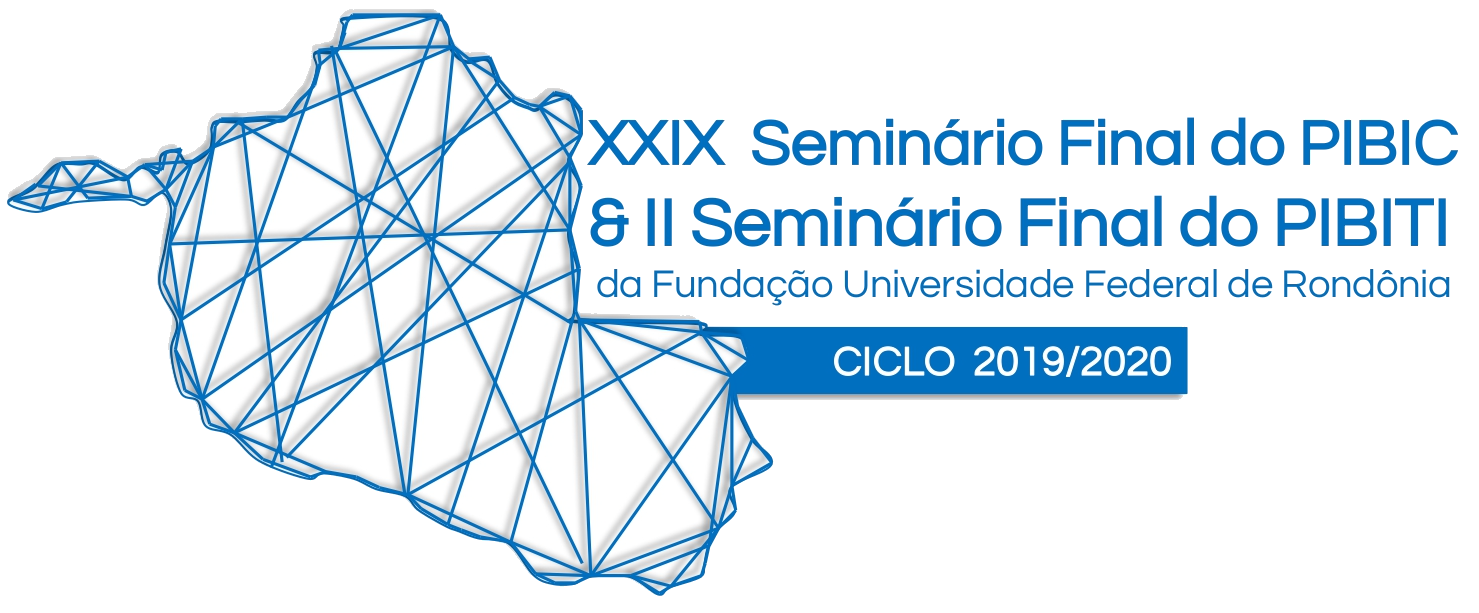 XXIX Seminário Final do PIBIC
& II Seminário Final do PIBITI
da Fundação Universidade Federal de Rondônia
CICLO 2019/2020